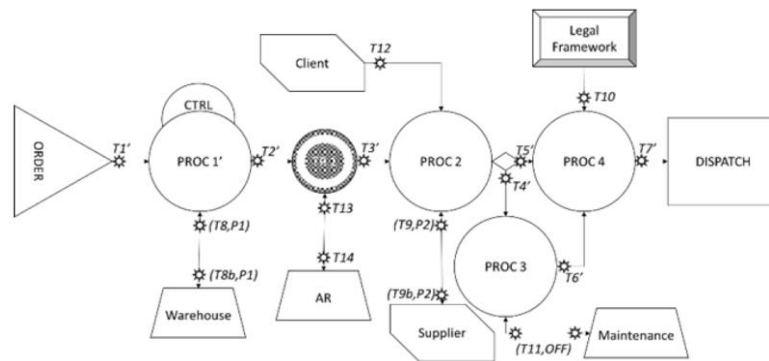 Legal
Framework
T12
Client
T10
CTRL
ORDER
T1'
PROC 1'
T2'
T3'
PROC 2
T5'
T4'
PROC 4
T7'
DISPATCH
T13
(T8,P1)
(T9,P2)
T14
PROC 3
T6'
(T8b,P1)
(T9b,P2)
Warehouse
AR
Supplier
(T11,OFF)
Maintenance